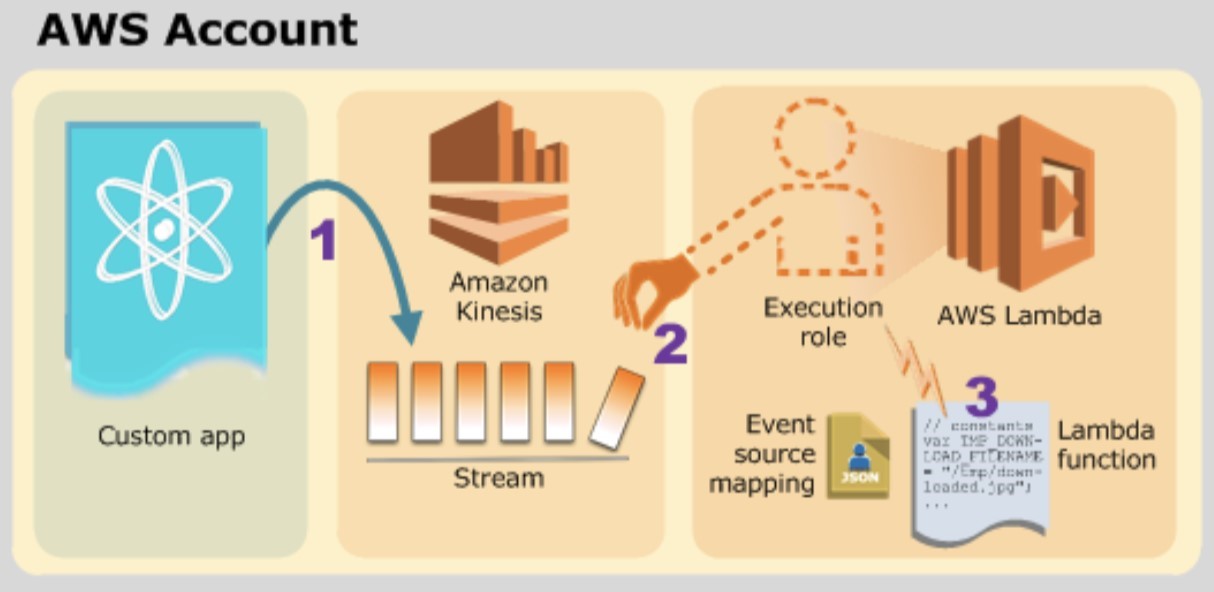 AWS Account
1
Amazon
Kinesis
2
Execution
role
AWS Lambda
3
Custom app
Stream
Event
source
mapping
JSON
// constants
var TMP_DOWN-
LOAD_FILENAME
= "/tmp/down-
loaded.jpg";
...
Lambda
function